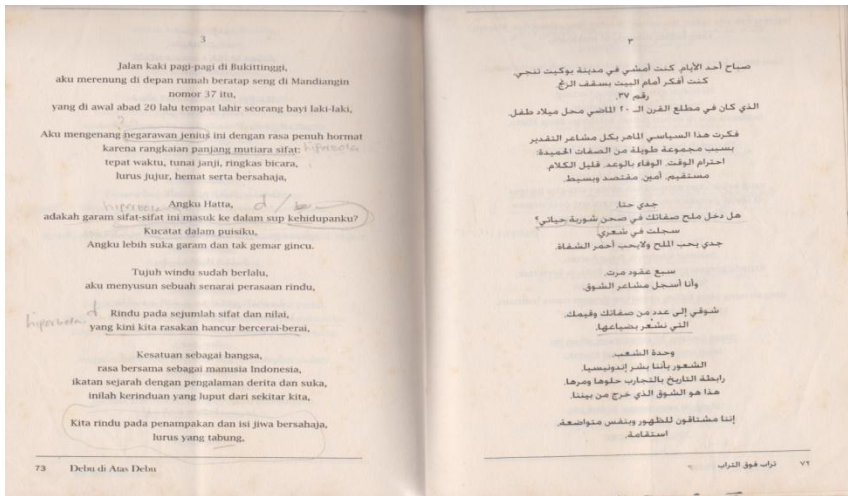 3
Jalan kaki pagi-pagi di Bukittinggi,
aku merenung di depan rumah beratap seng di Mandiangin
nomor 37 itu,
yang di awal abad 20 lalu tempat lahir seorang bayi laki-laki,
Aku mengenang negarawan jenius ini dengan rasa penuh hormat
karena rangkaian panjang mutiara sifat:
tepat waktu, tunai janji, ringkas bicara,
lurus jujur, hemat serta bersahaja,
Angku Hatta,
adakah garam sifat-sifat ini masuk ke dalam sup kehidupanku?
Kucatat dalam puisiku,
Angku lebih suka garam dan tak gemar gincu.
Tujuh windu sudah berlalu,
aku menyusun sebuah senarai perasaan rindu,
Rindu pada sejumlah sifat dan nilai,
yang kini kita rasakan hancur bercerai-berai,
Kesatuan sebagai bangsa,
rasa bersama sebagai manusia Indonesia,
ikatan sejarah dengan pengalaman derita dan suka,
inilah kerinduan yang luput dari sekitar kita,
Kita rindu pada penampakan dan isi jiwa bersahaja,
lurus yang tabung,
73 Debu di Atas Debu
٣
صباح أحد الأيام، كنت أمشي في مدينة بوكيت تنجي،
كنت أفكر أمام البيت بسقف الزنج،
رقم ٣٧،
الذي كان في مطلع القرن الـ ٢٠ الماضي محل ميلاد طفل.
فكرت هذا السياسي الماهر بكل مشاعر التقدير
بسبب مجموعة طويلة من الصفات الحميدة:
احترام الوقت، الوفاء بالوعد، قليل الكلام،
مستقيم، أمين، مقتصد وبسيط.
جدي حتا،
هل دخل ملح صفاتك في صحن شوربة حياتي؟
سجلت في شعري
جدي يحب الملح ولايحب أحمر الشفاة.
سبع عقود مرت،
وأنا أسجل مشاعر الشوق.
شوقي إلى عدد من صفاتك وقيمك.
التي نشعر بضياعها.
وحدة الشعب.
الشعور بأننا بشر إندونيسيا.
رابطة التاريخ بالتجارب حلوها ومرها.
هذا هو الشوق الذي خرج من بيننا.
إننا مشتاقون للظهور وبنفس متواضعة.
استقامة.
تراب فوق التراب ٧٢